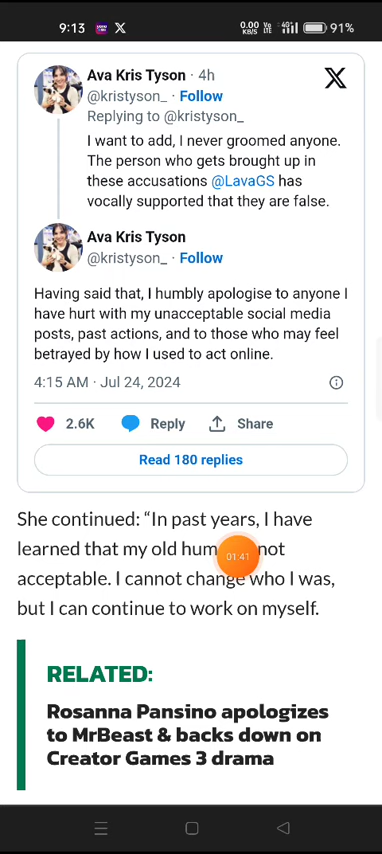 9:13
0.00 KB/S
Vo LTE
91%
Ava Kris Tyson · 4h
@kristyson_ · Follow
Replying to @kristyson_
I want to add, I never groomed anyone.
The person who gets brought up in
these accusations @LavaGS has
vocally supported that they are false.
Ava Kris Tyson
@kristyson_ · Follow
Having said that, I humbly apologise to anyone I
have hurt with my unacceptable social media
posts, past actions, and to those who may feel
betrayed by how I used to act online.
4:15 AM · Jul 24, 2024
2.6K Reply Share
Read 180 replies
She continued: “In past years, I have
learned that my old hum not
01:41
acceptable. I cannot change who I was,
but I can continue to work on myself.
RELATED:
Rosanna Pansino apologizes
to MrBeast & backs down on
Creator Games 3 drama